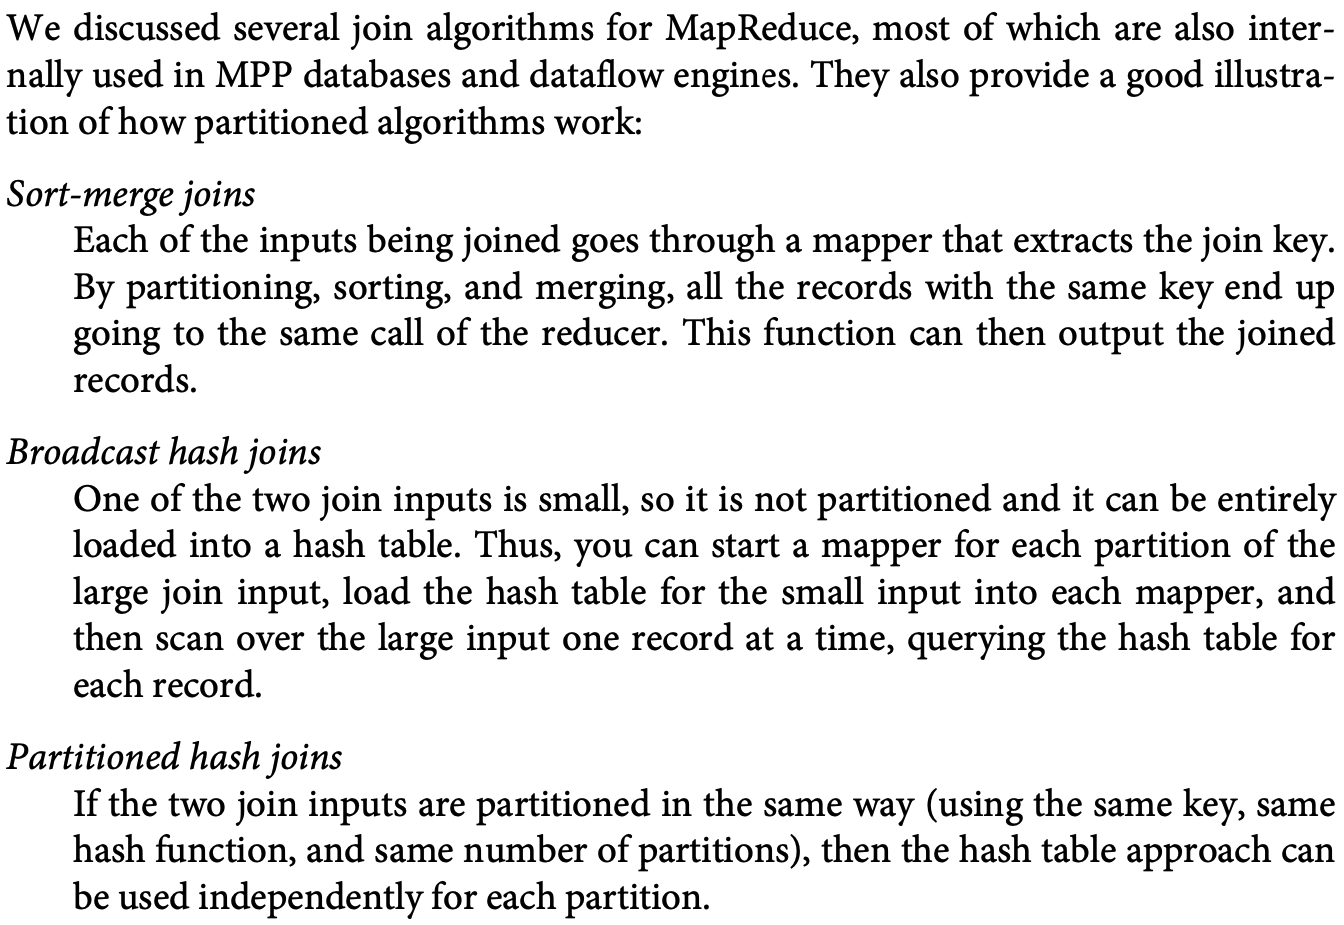 We discussed several join algorithms for MapReduce, most of which are also inter-
nally used in MPP databases and dataflow engines. They also provide a good illustra-
tion of how partitioned algorithms work:
Sort-merge joins
Each of the inputs being joined goes through a mapper that extracts the join key.
By partitioning, sorting, and merging, all the records with the same key end up
going to the same call of the reducer. This function can then output the joined
records.
Broadcast hash joins
One of the two join inputs is small, so it is not partitioned and it can be entirely
loaded into a hash table. Thus, you can start a mapper for each partition of the
large join input, load the hash table for the small input into each mapper, and
then scan over the large input one record at a time, querying the hash table for
each record.
Partitioned hash joins
If the two join inputs are partitioned in the same way (using the same key, same
hash function, and same number of partitions), then the hash table approach can
be used independently for each partition.